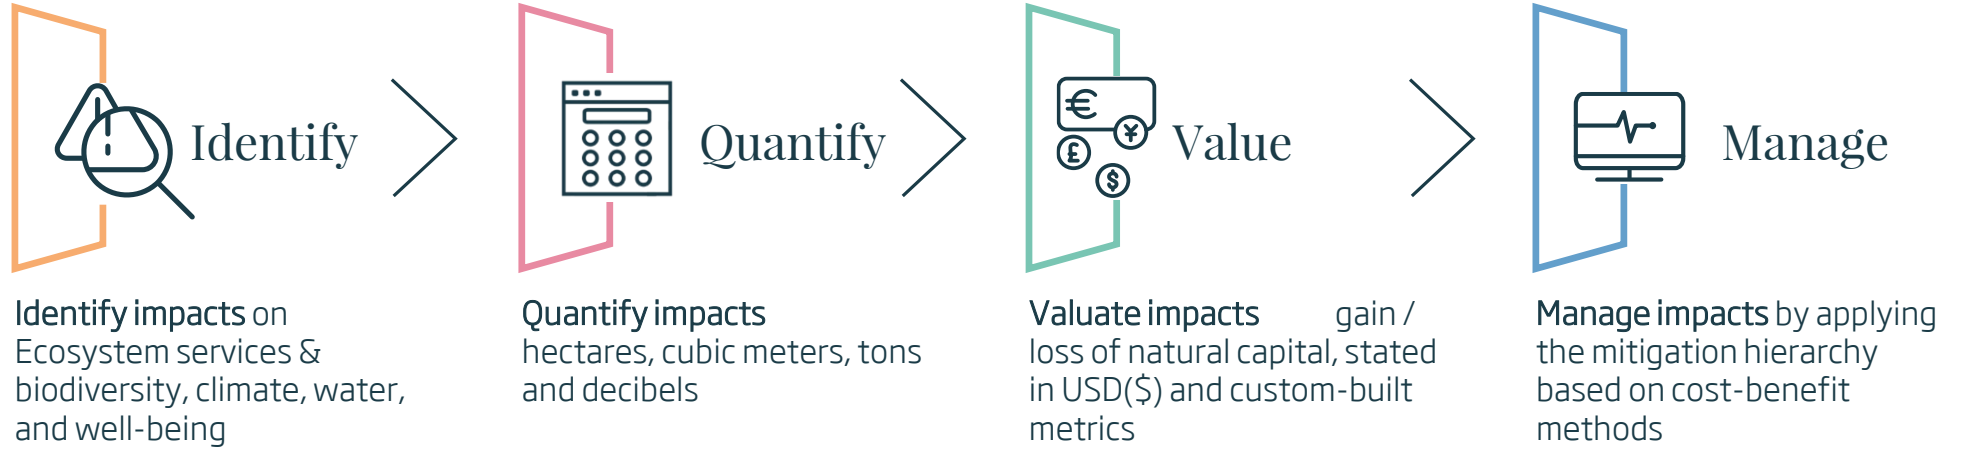 Identify
Quantify
Value
Manage
Identify impacts on
Ecosystem services &
biodiversity, climate, water,
and well-being
Quantify impacts
hectares, cubic meters, tons
and decibels
Valuate impacts gain /
loss of natural capital, stated
in USD($) and custom-built
metrics
Manage impacts by applying
the mitigation hierarchy
based on cost-benefit
methods